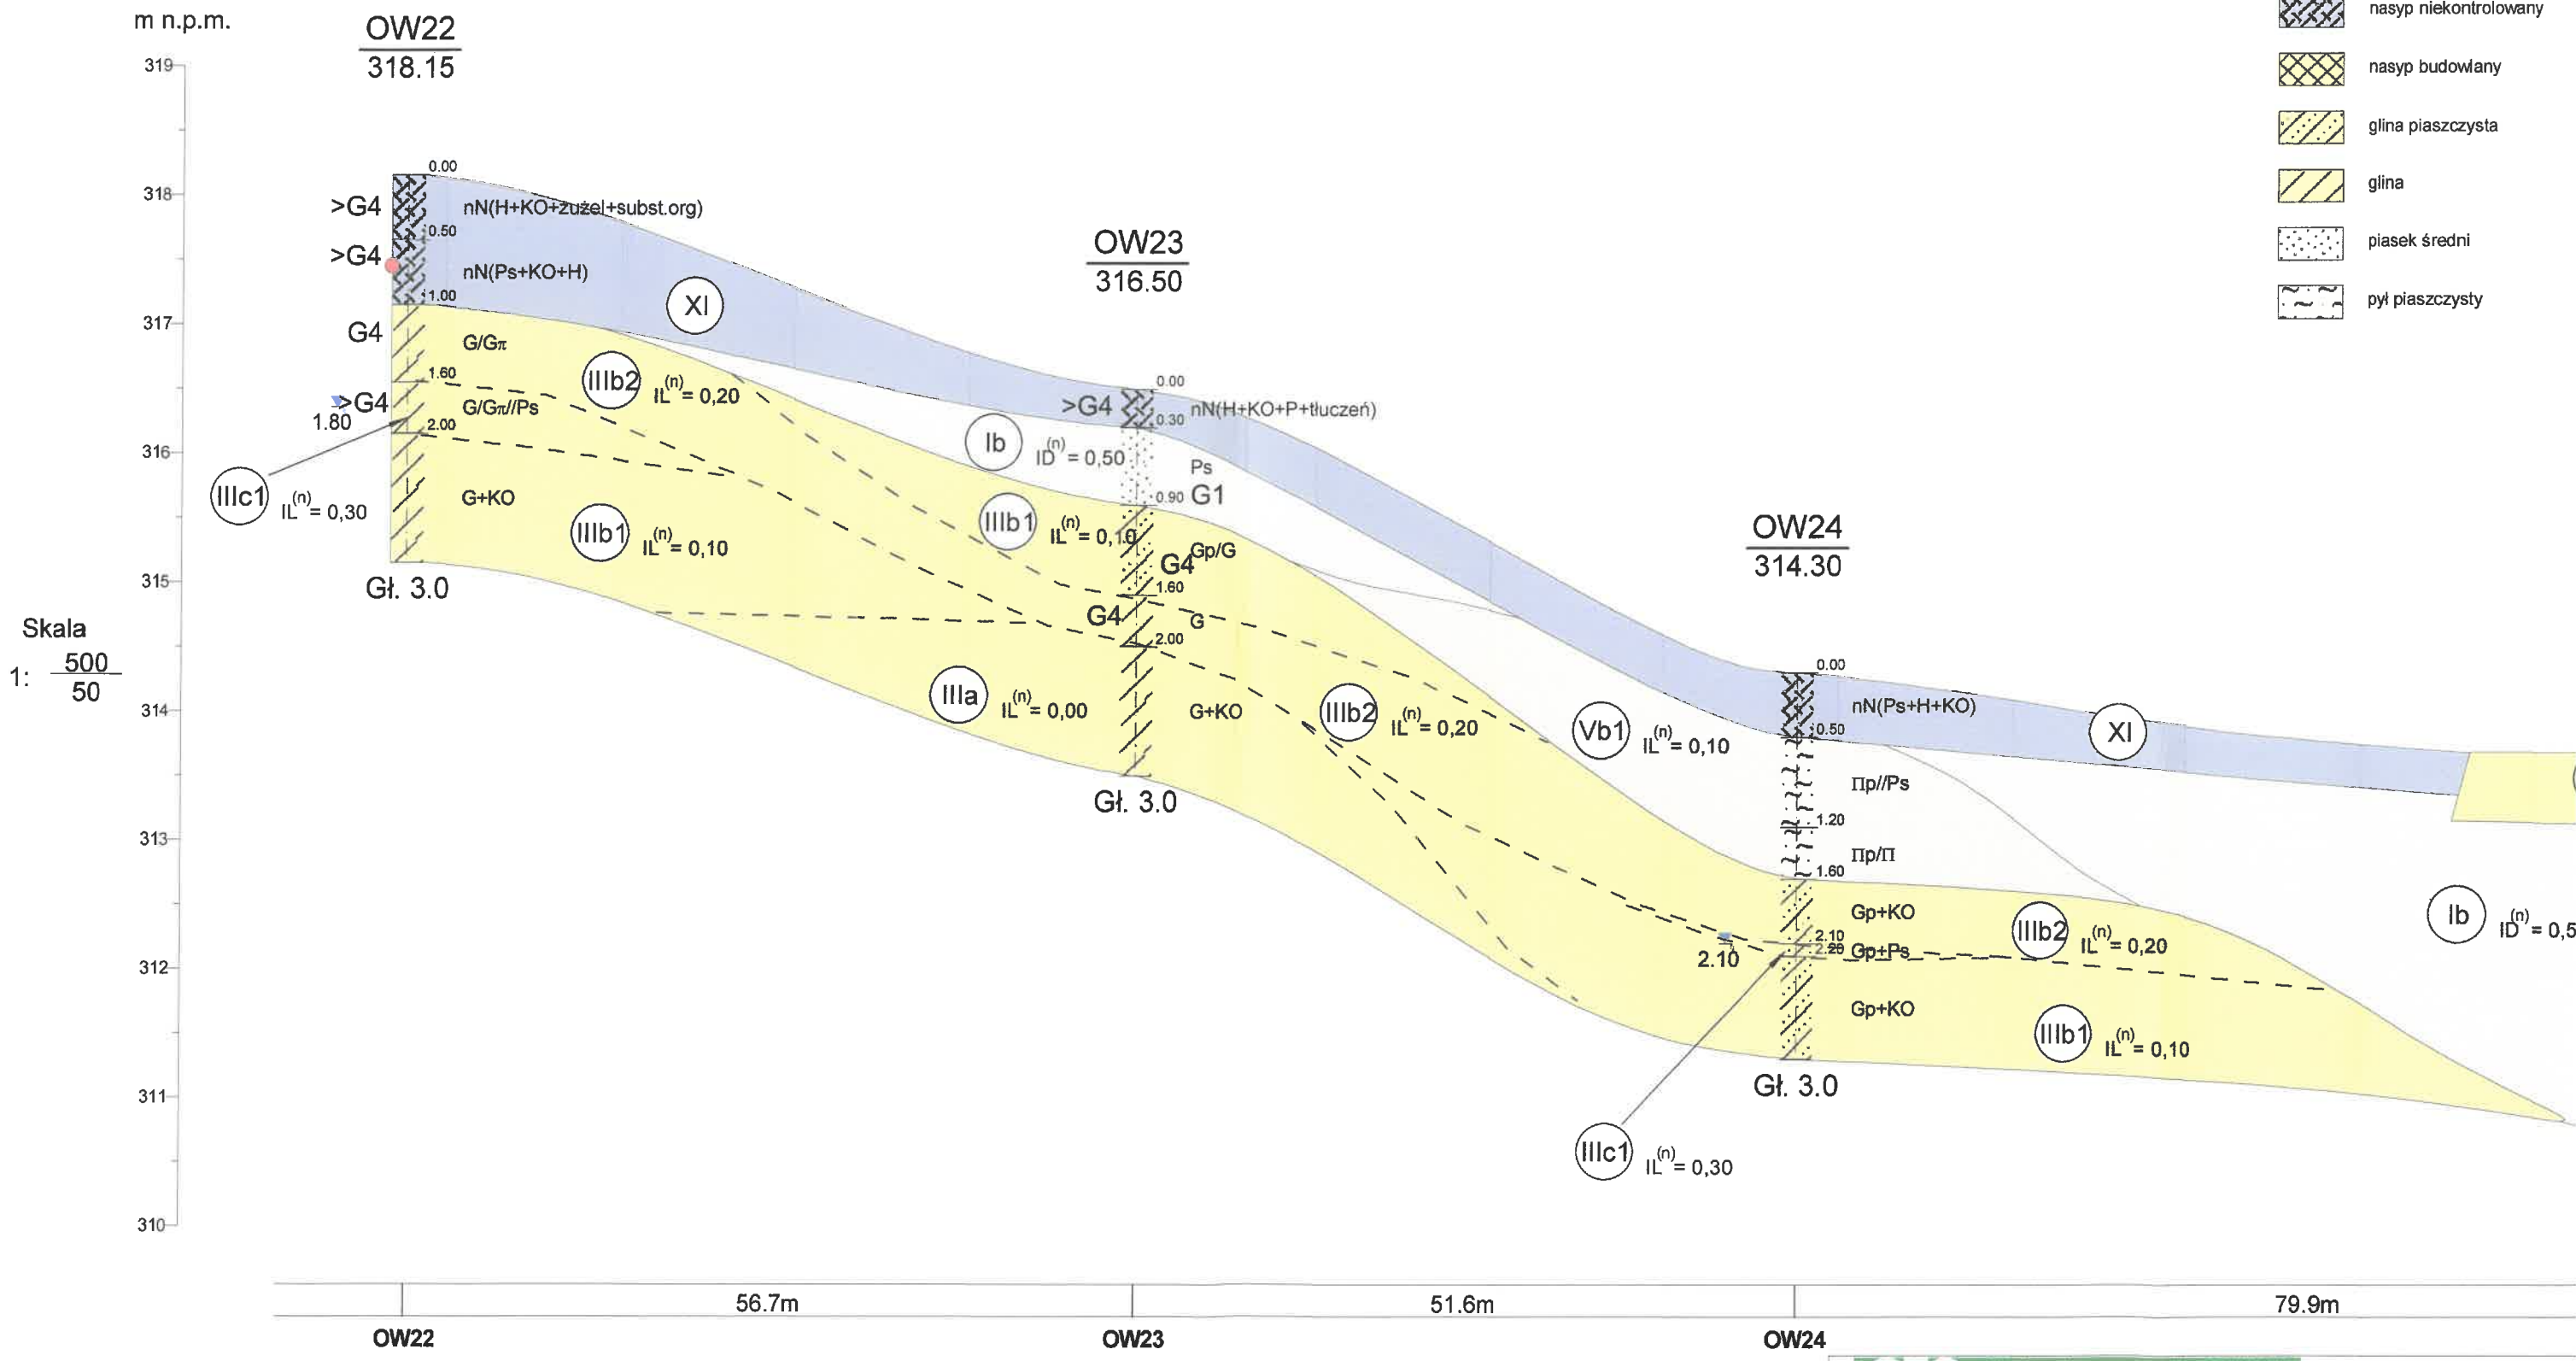 m n.p.m.
319
318
317
316
315
314
313
312
311
310
Skala
1: 500
50
OW22
318.15
>G4
>G4
G4
>G4
1.80
0.00
nN(H+KO+żużel+subst.org)
0.50
nN(Ps+KO+H)
1.00
G/Gπ
1.60
G/Gπ//Ps
2.00
G+KO
Gł. 3.0
IIIc1 IL(n)= 0,30
XI
IIIb2 IL(n)= 0,20
IIIb1 IL(n)= 0,10
OW23
316.50
0.00
>G4
nN(H+KO+P+tłuczeń)
0.30
Ib ID(n)= 0,50
Ps
0.90 G1
IIIb1 IL(n)= 0,10
Gp/G
G4
1.60
G4
G
2.00
G+KO
IIIa IL(n)= 0,00
Gł. 3.0
IIIb2 IL(n)= 0,20
Vb1 IL(n)= 0,10
OW24
314.30
0.00
nN(Ps+H+KO)
0.50
XI
Πp//Ps
1.20
Πp/Π
1.60
Gp+KO
2.10
2.20 Gp+Ps
2.10
Gp+KO
IIIb2 IL(n)= 0,20
IIIb1 IL(n)= 0,10
Gł. 3.0
IIIc1 IL(n)= 0,30
Ib ID(n)= 0,5
nasyp niekontrolowany
nasyp budowlany
glina piaszczysta
glina
piasek średni
pył piaszczysty
56.7m
51.6m
79.9m
OW22
OW23
OW24